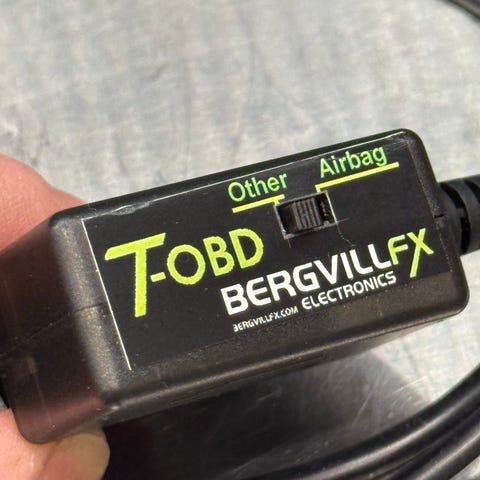 Other Airbag
T-OBD
BERGVILLFX
BERGVILLFX.COM ELECTRONICS